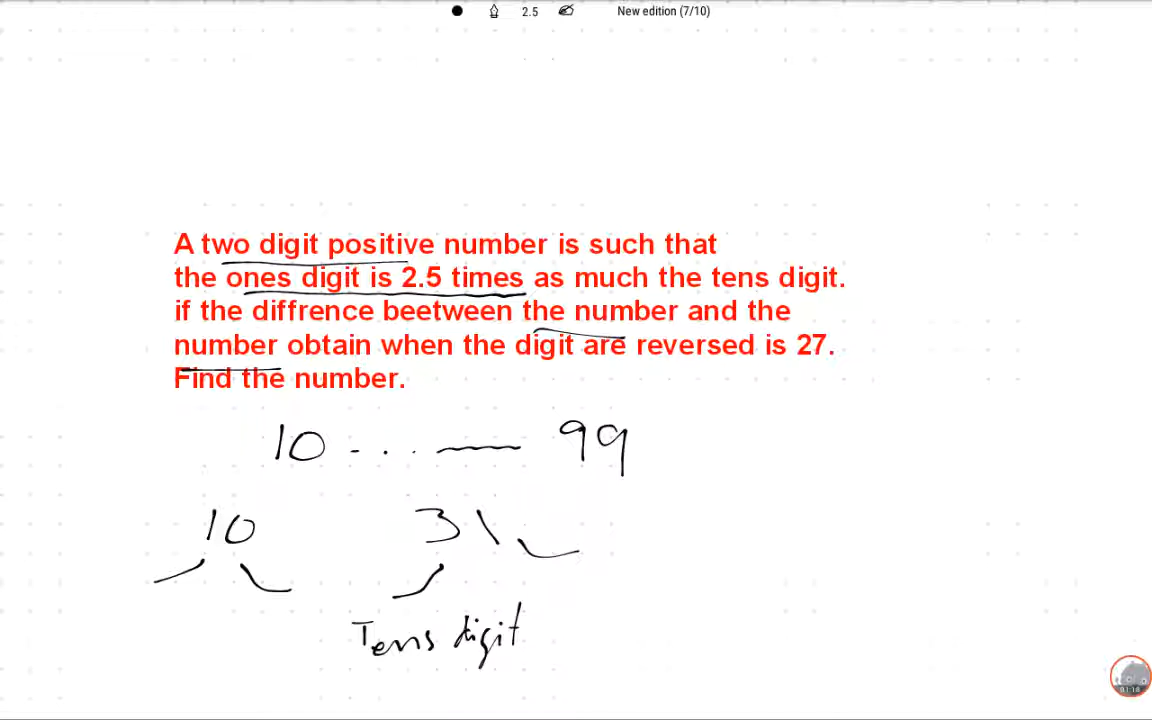 2.5 New edition (7/10)
A two digit positive number is such that
the ones digit is 2.5 times as much the tens digit.
if the diffrence beetween the number and the
number obtain when the digit are reversed is 27.
Find the number.
10 ... — 99
10 31
Tens digit
01:18